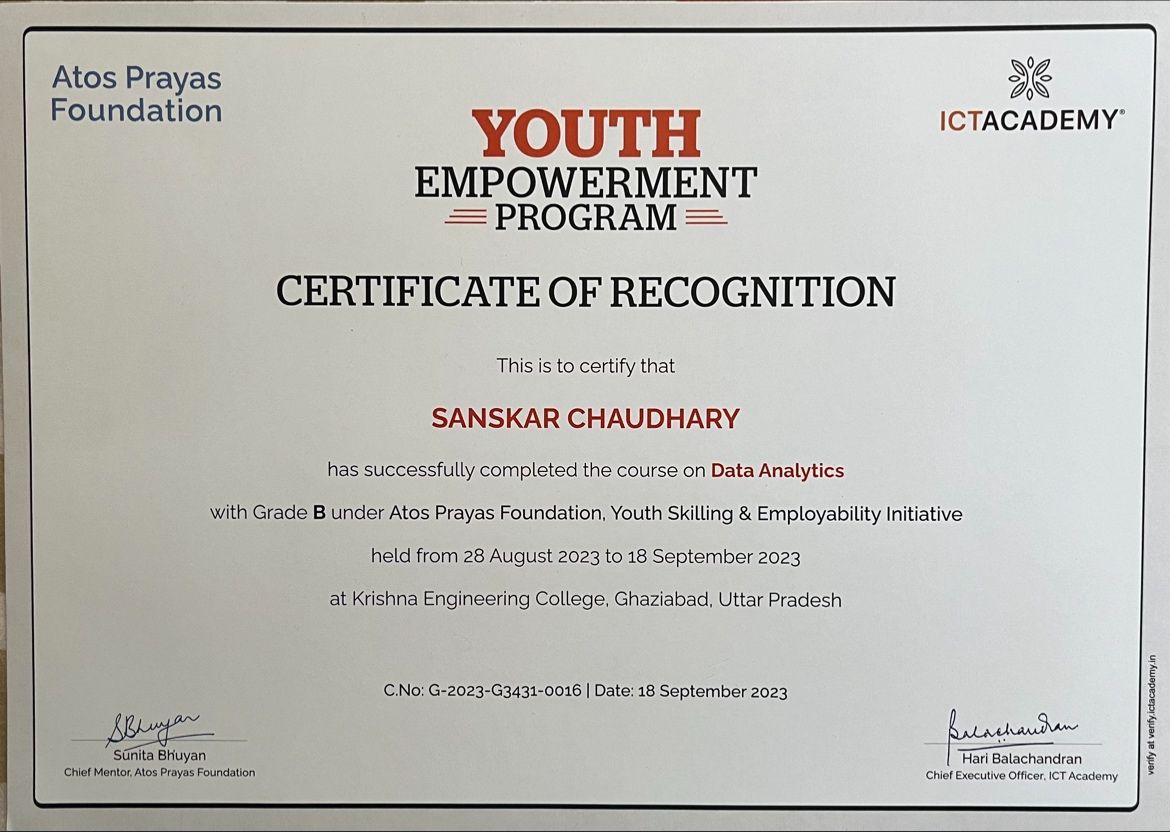 Atos Prayas
Foundation
ICTACADEMY®
YOUTH
EMPOWERMENT
PROGRAM
CERTIFICATE OF RECOGNITION
This is to certify that
SANSKAR CHAUDHARY
has successfully completed the course on Data Analytics
with Grade B under Atos Prayas Foundation, Youth Skilling & Employability Initiative
held from 28 August 2023 to 18 September 2023
at Krishna Engineering College, Ghaziabad, Uttar Pradesh
C.No: G-2023-G3431-0016 | Date: 18 September 2023
SBhuyan
Sunita Bhuyan
Chief Mentor, Atos Prayas Foundation
Balachandran
Hari Balachandran
Chief Executive Officer, ICT Academy
verify at verify.ictacademy.in